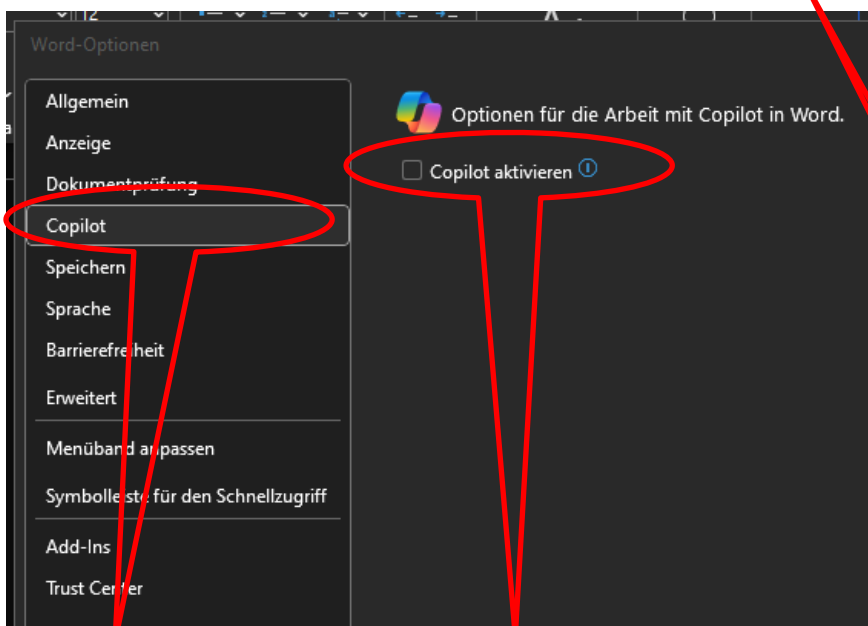 12
Word-Optionen
Allgemein
Anzeige
Dokumentprüfung
Copilot
Speichern
Sprache
Barrierefreiheit
Erweitert
Menüband anpassen
Symbolleiste für den Schnellzugriff
Add-Ins
Trust Center
Optionen für die Arbeit mit Copilot in Word.
Copilot aktivieren